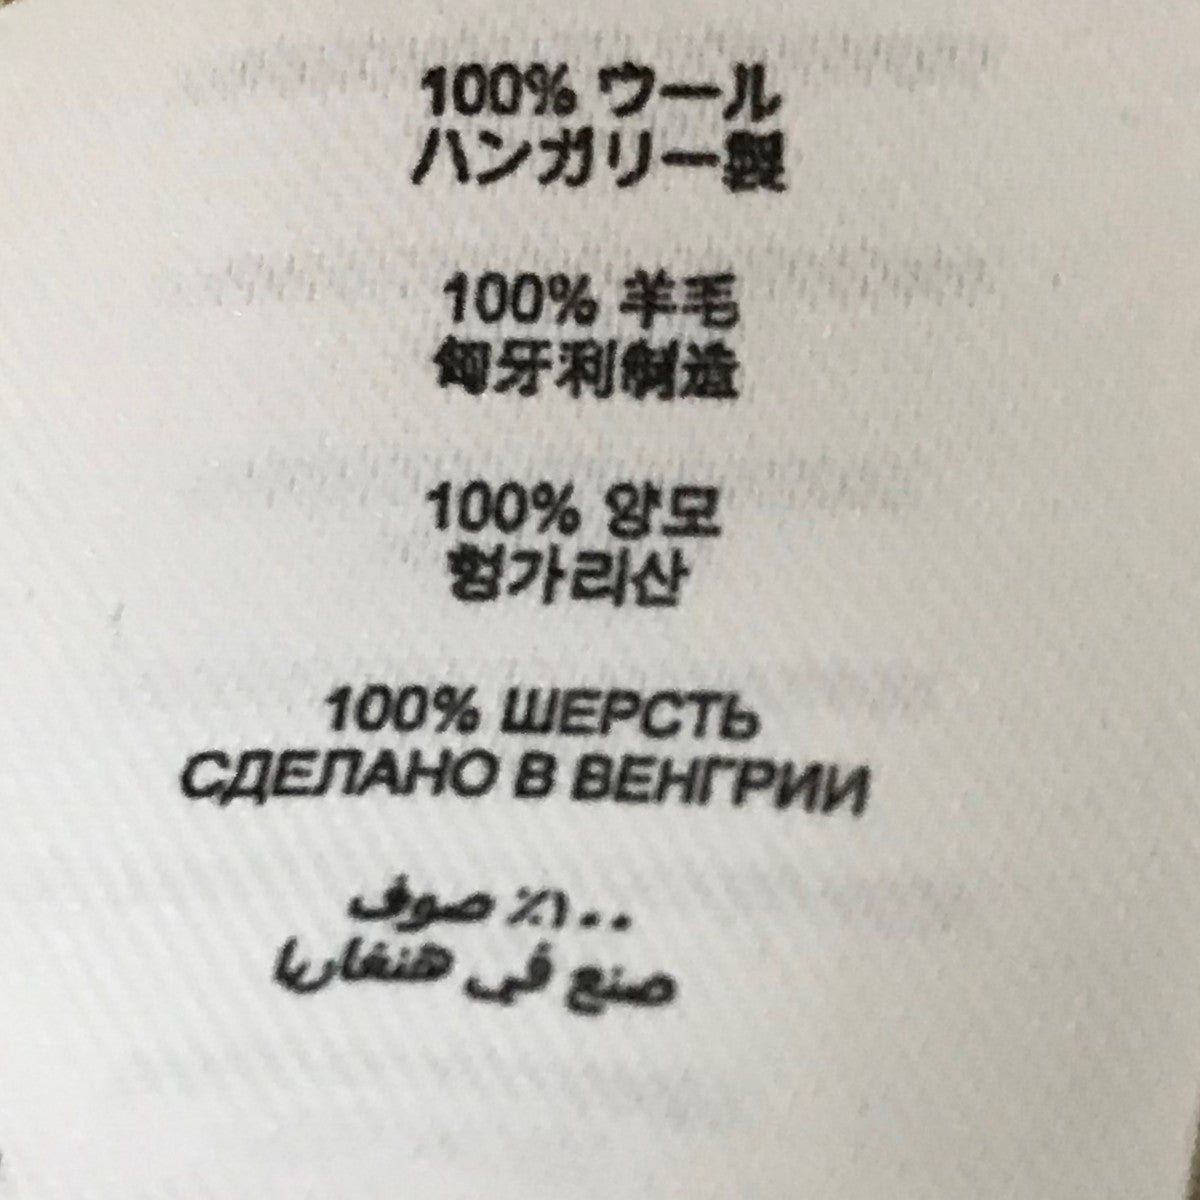 100% ウール
ハンガリー製
100% 羊毛
匈牙利制造
100% 양모
헝가리산
100% ШЕРСТЬ
СДЕЛАНО В ВЕНГРИИ
١٠٠٪ صوف
صنع في هنغاريا